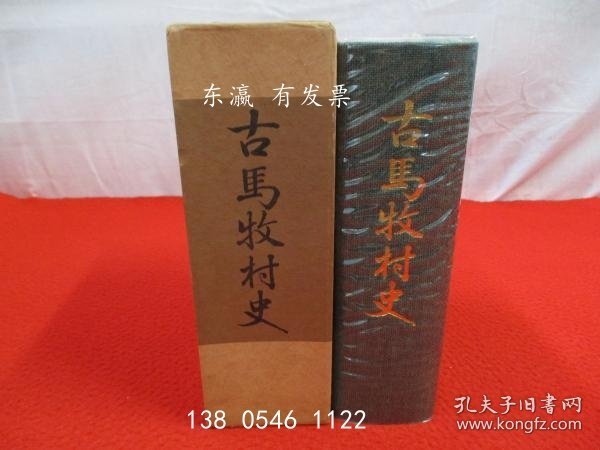 东瀛 有发票
古馬牧村史
古馬牧村史
138 0546 1122
孔夫子旧書网
www.kongfz.com